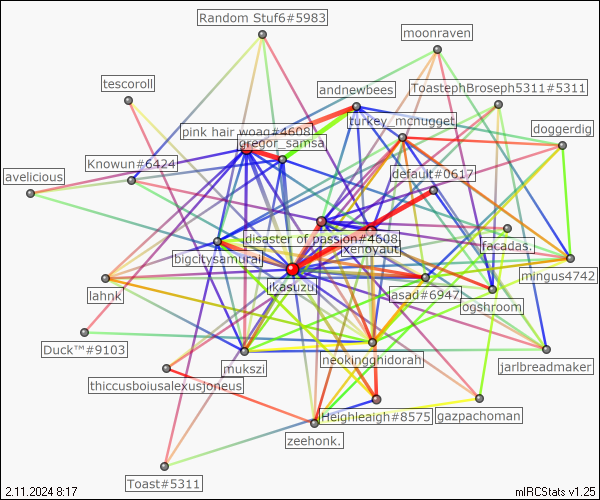 Random Stuf6#5983
moonraven
tescoroll
andnewbees
ToastephBroseph5311#5311
turkey_mcnugget
pink hair woag#4608
doggerdig
gregor_samsa
Knowun#6424
avelicious
default#0617
disaster of passion#4608
facadas.
xenoyaut
bigcitysamurai
mingus4742
ikasuzu
lahnk
asad#6947
ogshroom
Duck™#9103
neokingghidorah
mukszi
jarlbreadmaker
thiccusboiusalexusjoneus
Heighleigh#8575
gazpachoman
zeehonk.
Toast#5311
2.11.2024 8:17
mIRCStats v1.25